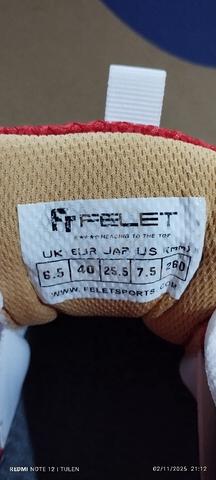 FELET
HEADING TO THE TOP
UK EUR JAP US (MM)
6.5 40 25.5 7.5 260
WWW.FELETSPORTS.COM
REDMI NOTE 12 | TULEN
02/11/2025 21:12